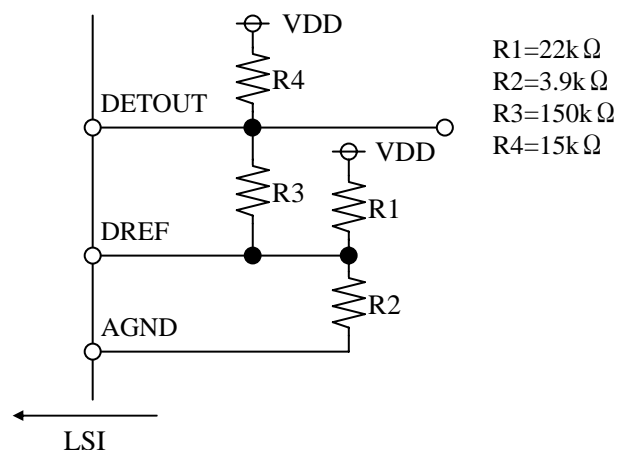 VDD
R4
DETOUT
VDD
R3
R1
DREF
R2
AGND
LSI
R1=22kΩ
R2=3.9kΩ
R3=150kΩ
R4=15kΩ